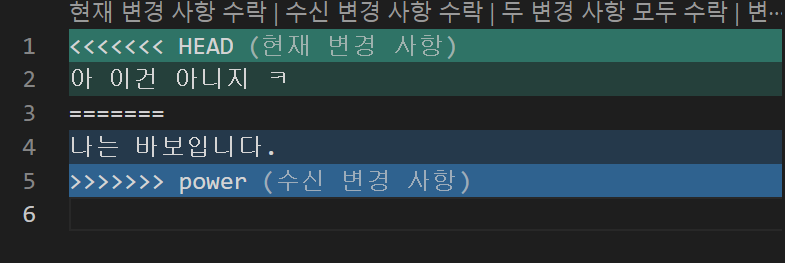 현재 변경 사항 수락 | 수신 변경 사항 수락 | 두 변경 사항 모두 수락 | 변…
1 <<<<<<< HEAD (현재 변경 사항)
2 아 이건 아니지 ㅋ
3 =======
4 나는 바보입니다.
5 >>>>>>> power (수신 변경 사항)
6